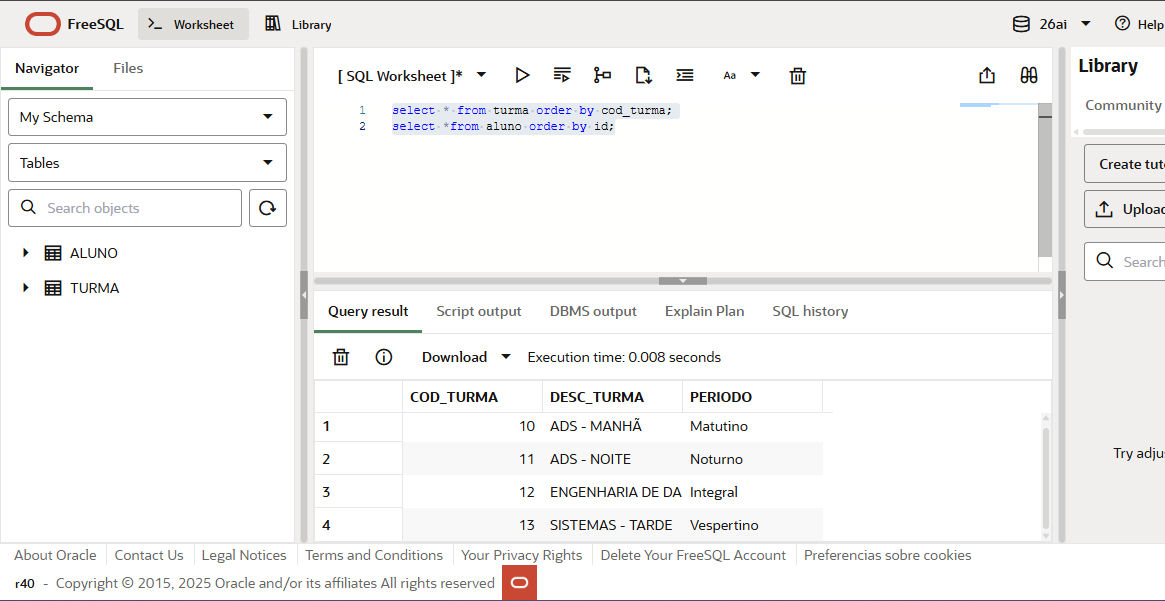 FreeSQL
Worksheet
Library
26ai
Help
Navigator
Files
My Schema
Tables
Search objects
ALUNO
TURMA
[ SQL Worksheet ]*
Aa
1 select * from turma order by cod_turma;
2 select *from aluno order by id;
Query result
Script output
DBMS output
Explain Plan
SQL history
Download
Execution time: 0.008 seconds
COD_TURMA DESC_TURMA PERIODO
1 10 ADS - MANHÃ Matutino
2 11 ADS - NOITE Noturno
3 12 ENGENHARIA DE DA Integral
4 13 SISTEMAS - TARDE Vespertino
Library
Community
Create tut
Upload
Search
Try adju
About Oracle
Contact Us
Legal Notices
Terms and Conditions
Your Privacy Rights
Delete Your FreeSQL Account
Preferencias sobre cookies
r40 - Copyright © 2015, 2025 Oracle and/or its affiliates All rights reserved